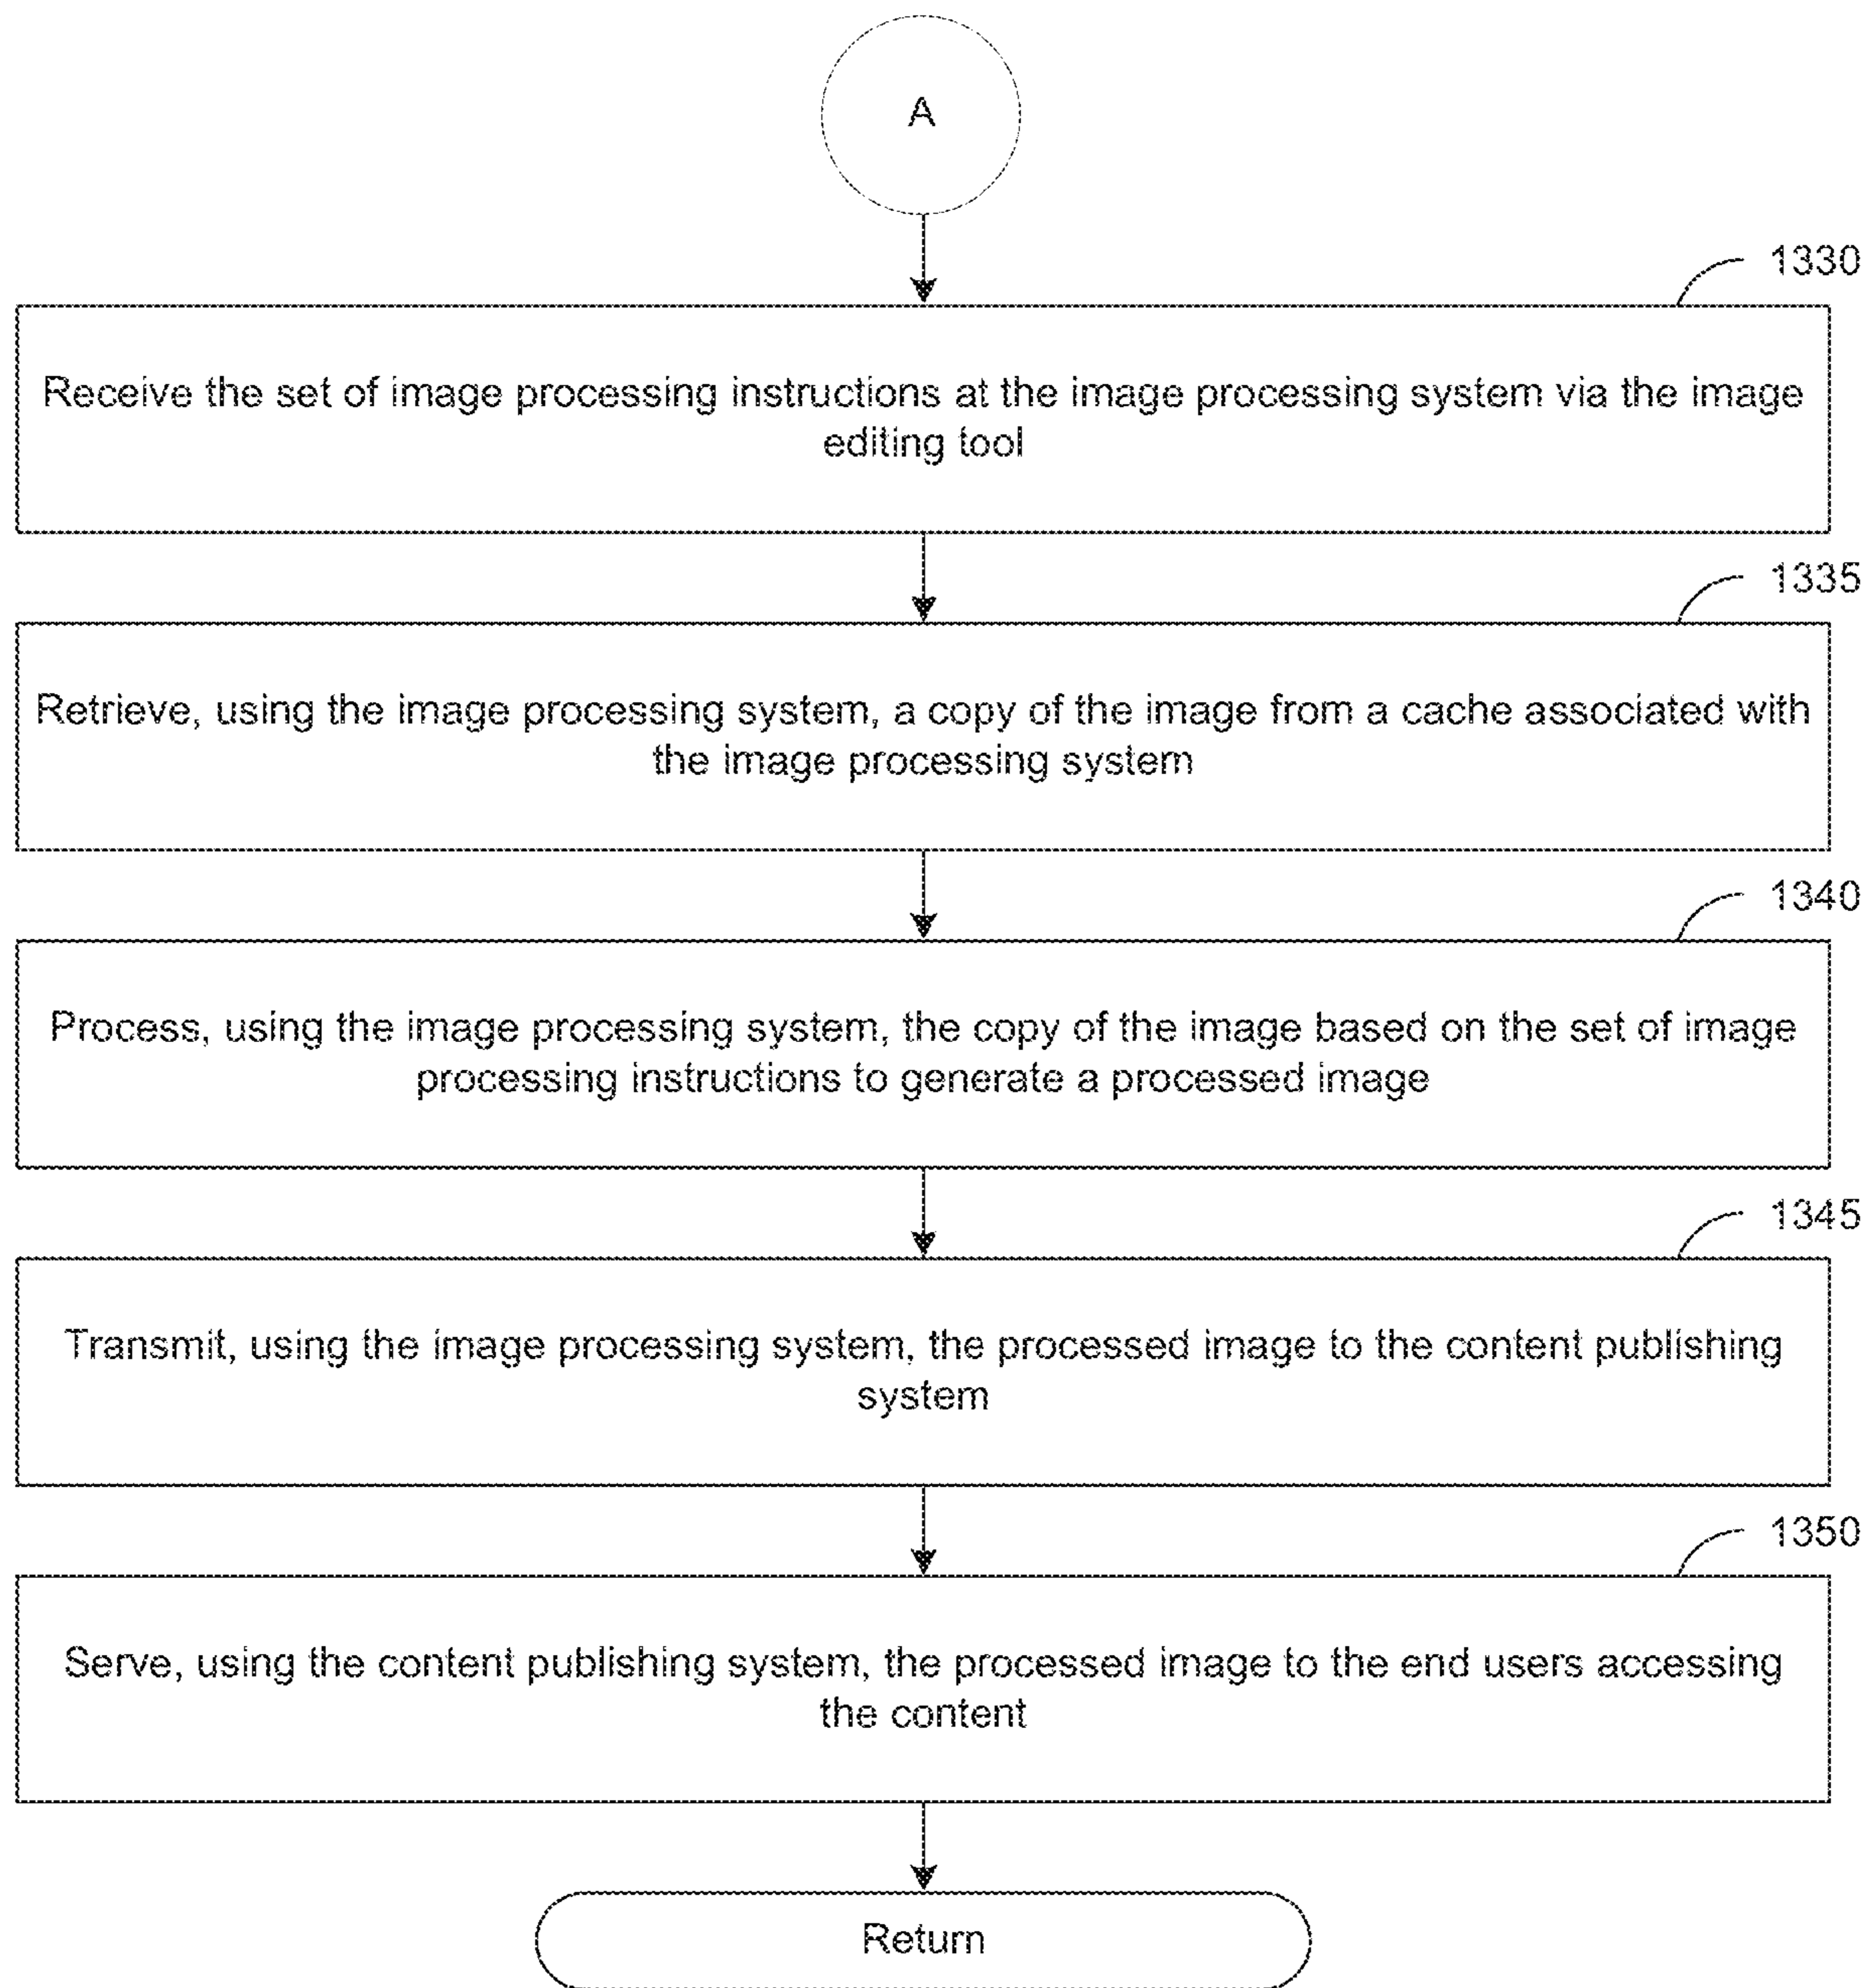 A
1330
Receive the set of image processing instructions at the image processing system via the image
editing tool
1335
Retrieve, using the image processing system, a copy of the image from a cache associated with
the image processing system
1340
Process, using the image processing system, the copy of the image based on the set of image
processing instructions to generate a processed image
1345
Transmit, using the image processing system, the processed image to the content publishing
system
1350
Serve, using the content publishing system, the processed image to the end users accessing
the content
Return